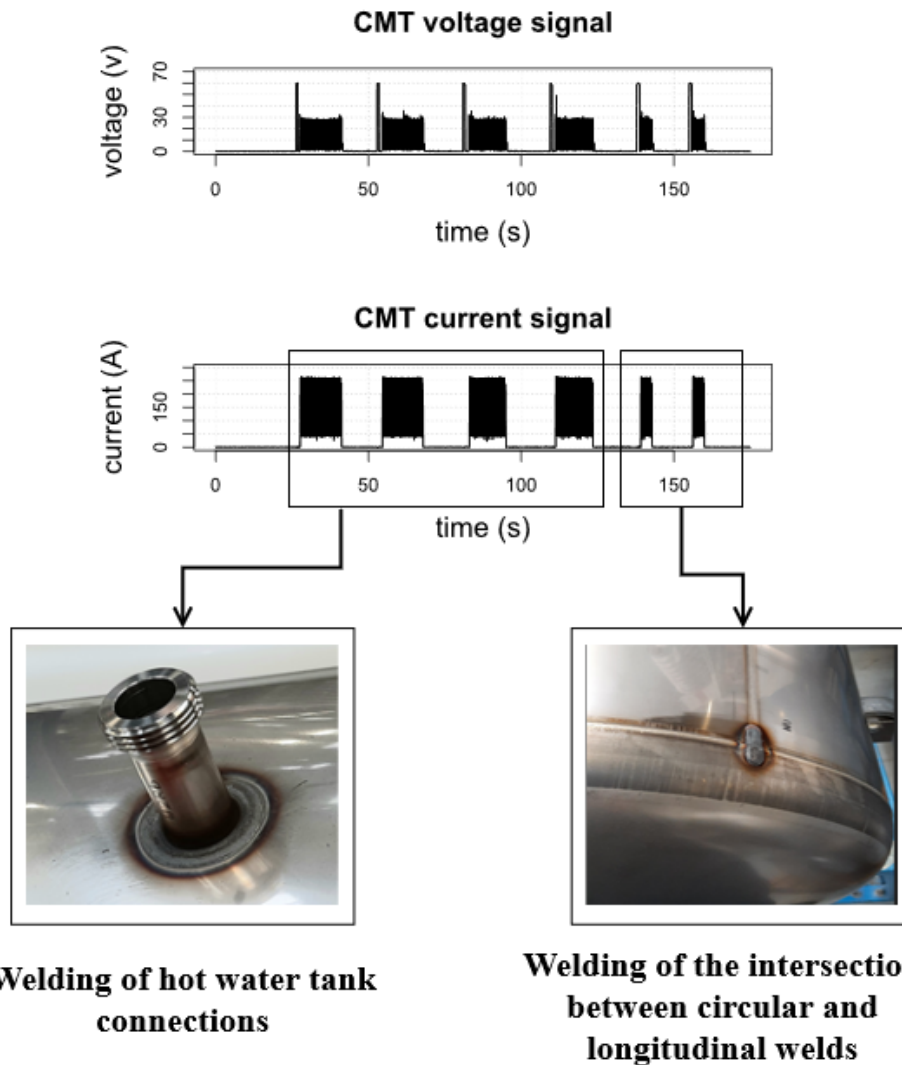 CMT voltage signal
voltage (v)
70
30
0
0 50 100 150
time (s)
CMT current signal
current (A)
150
0
0 50 100 150
time (s)
Welding of hot water tank
connections
Welding of the intersectio
between circular and
longitudinal welds